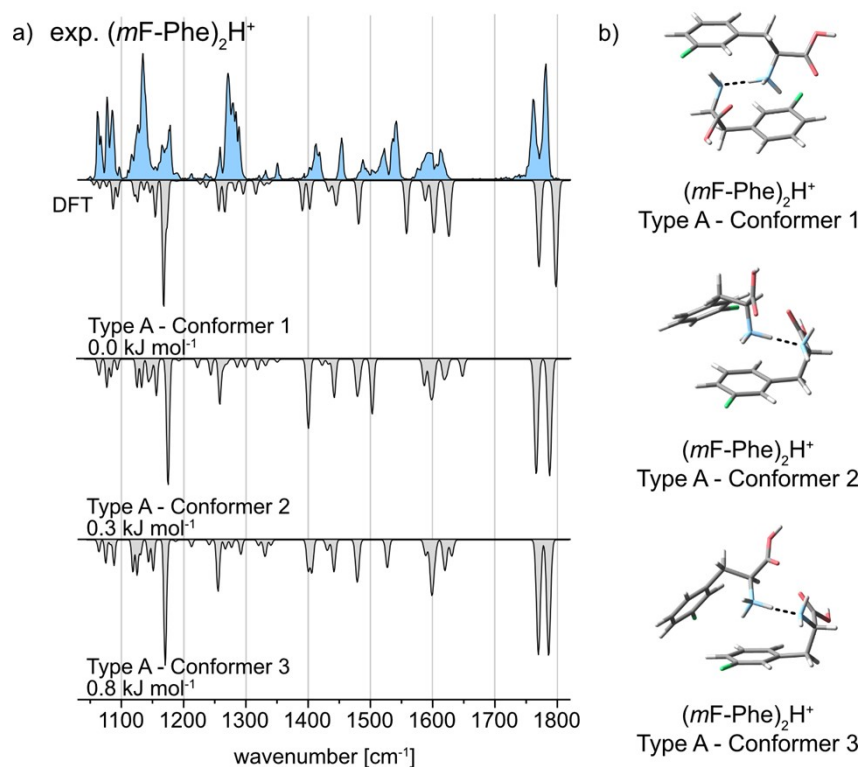 a) exp. (mF-Phe)₂H⁺
DFT
Type A - Conformer 1
0.0 kJ mol⁻¹
Type A - Conformer 2
0.3 kJ mol⁻¹
Type A - Conformer 3
0.8 kJ mol⁻¹
1100 1200 1300 1400 1500 1600 1700 1800
wavenumber [cm⁻¹]
b)
(mF-Phe)₂H⁺
Type A - Conformer 1
(mF-Phe)₂H⁺
Type A - Conformer 2
(mF-Phe)₂H⁺
Type A - Conformer 3